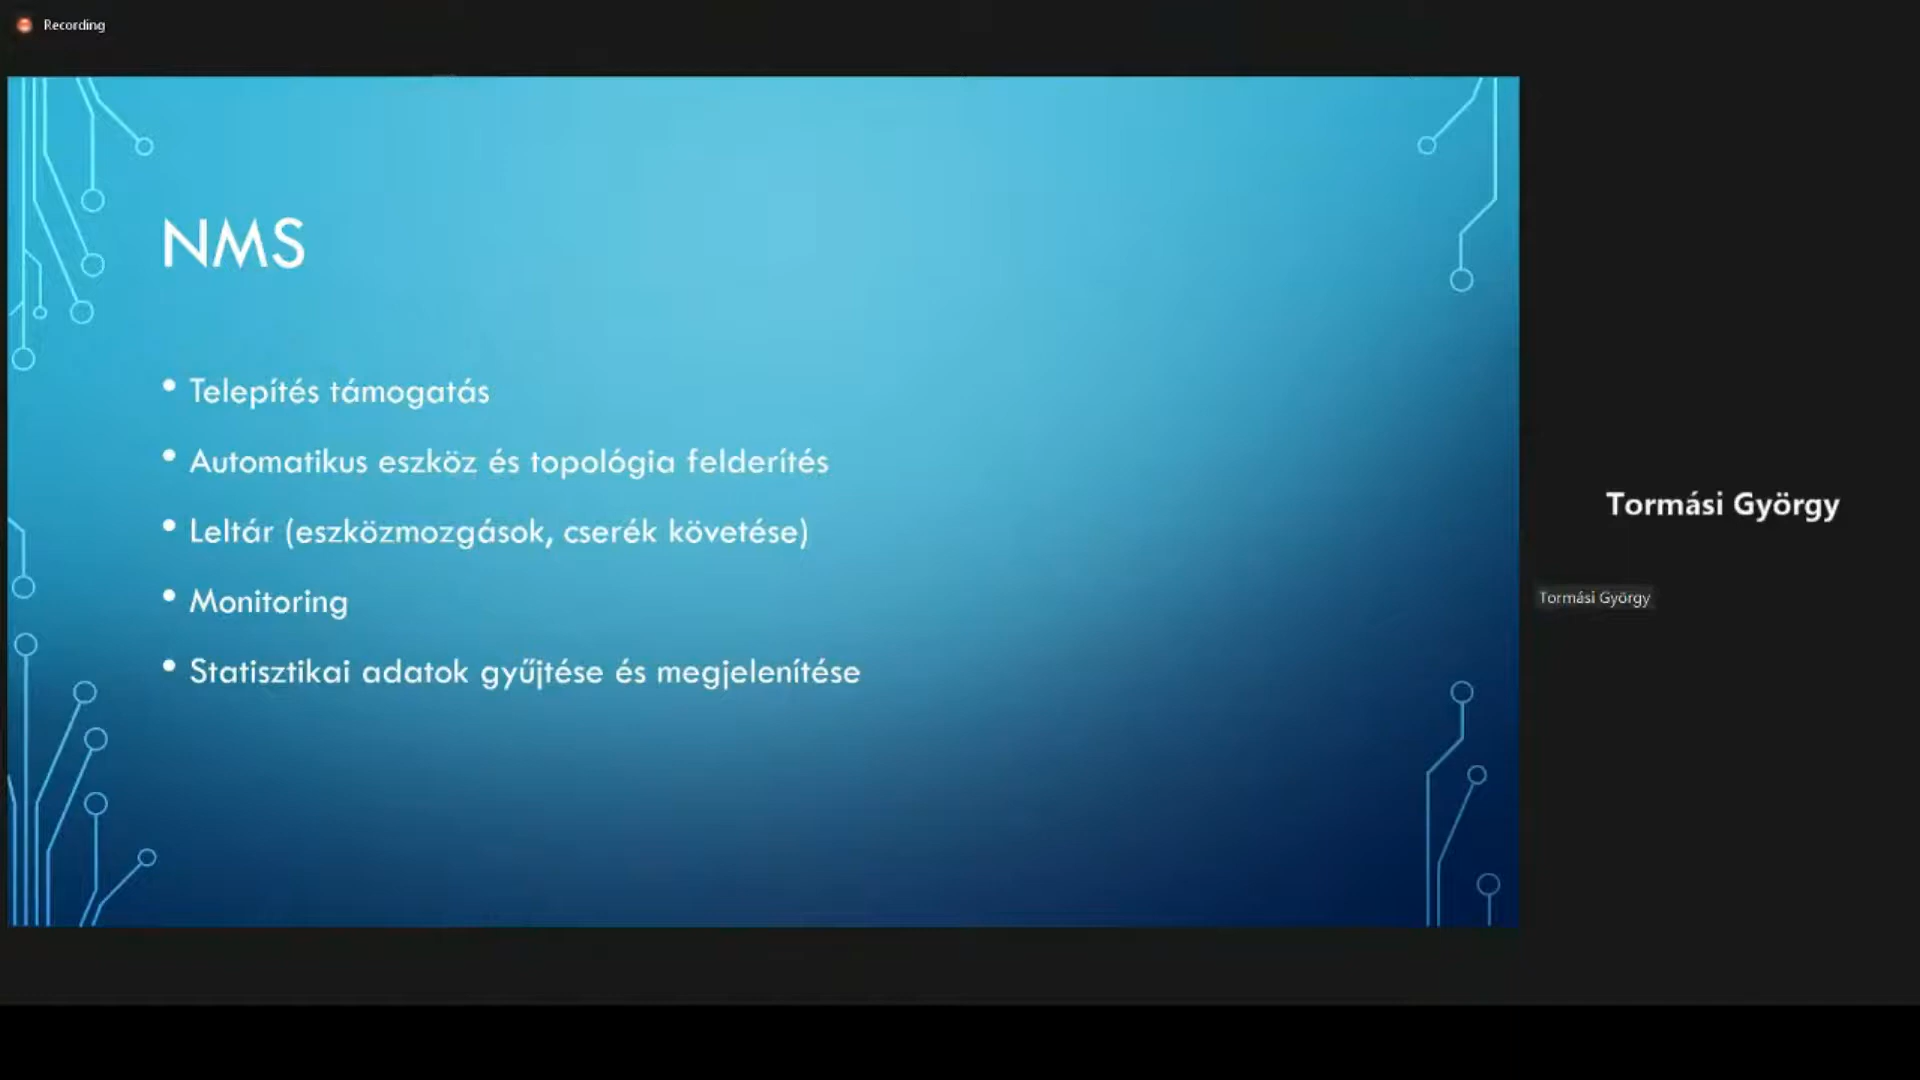 Recording
NMS
• Telepítés támogatás
• Automatikus eszköz és topológia felderítés
• Leltár (eszközmozgások, cserék követése)
• Monitoring
• Statisztikai adatok gyűjtése és megjelenítése
Tormási György
Tormási György